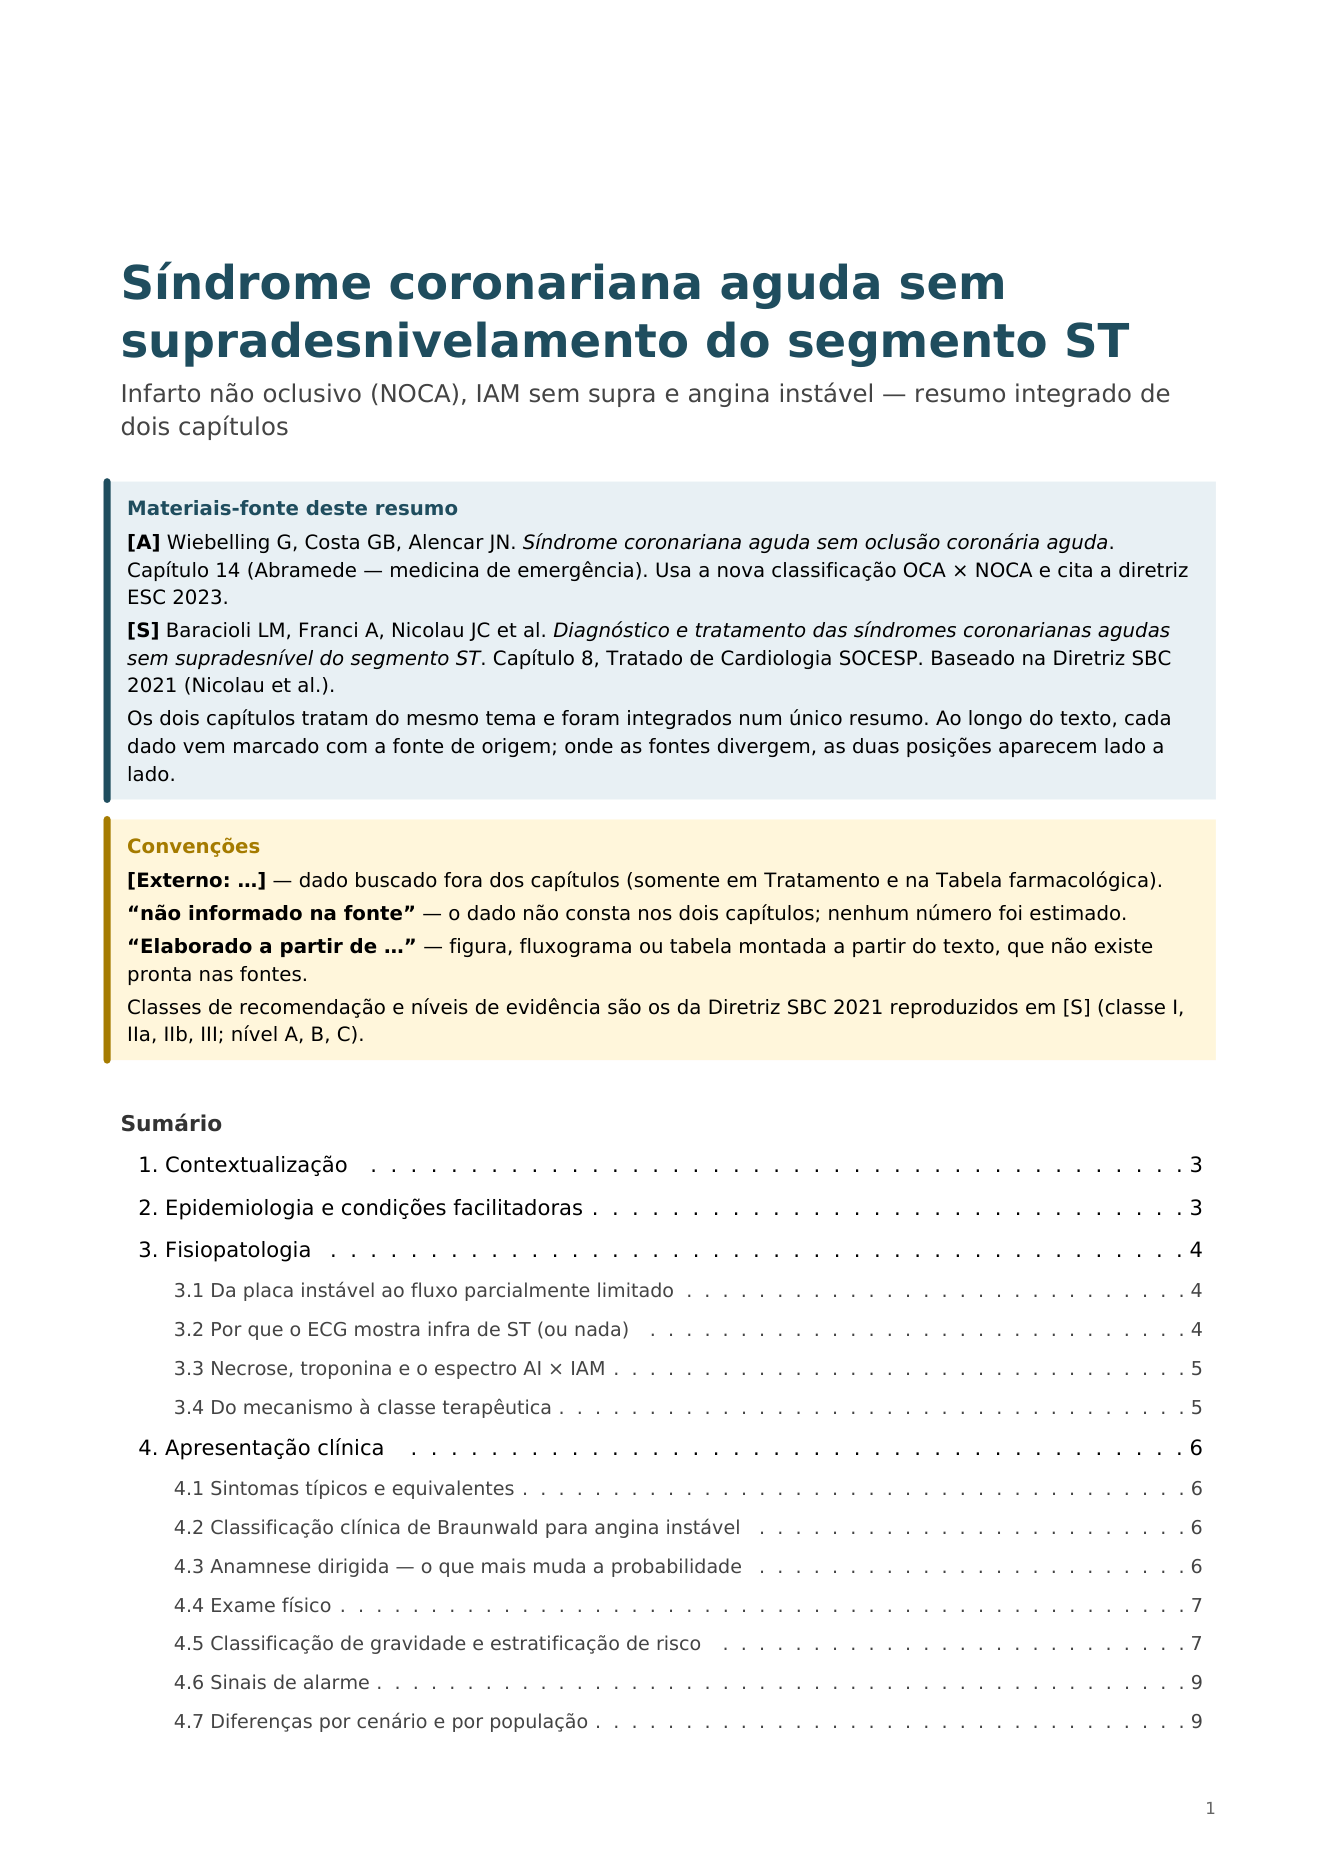 Síndrome coronariana aguda sem
supradesnivelamento do segmento ST
Infarto não oclusivo (NOCA), IAM sem supra e angina instável — resumo integrado de
dois capítulos
Materiais-fonte deste resumo
[A] Wiebelling G, Costa GB, Alencar JN. Síndrome coronariana aguda sem oclusão coronária aguda.
Capítulo 14 (Abramede — medicina de emergência). Usa a nova classificação OCA × NOCA e cita a diretriz
ESC 2023.
[S] Baracioli LM, Franci A, Nicolau JC et al. Diagnóstico e tratamento das síndromes coronarianas agudas
sem supradesnível do segmento ST. Capítulo 8, Tratado de Cardiologia SOCESP. Baseado na Diretriz SBC
2021 (Nicolau et al.).
Os dois capítulos tratam do mesmo tema e foram integrados num único resumo. Ao longo do texto, cada
dado vem marcado com a fonte de origem; onde as fontes divergem, as duas posições aparecem lado a
lado.
Convenções
[Externo: …] — dado buscado fora dos capítulos (somente em Tratamento e na Tabela farmacológica).
“não informado na fonte” — o dado não consta nos dois capítulos; nenhum número foi estimado.
“Elaborado a partir de …” — figura, fluxograma ou tabela montada a partir do texto, que não existe
pronta nas fontes.
Classes de recomendação e níveis de evidência são os da Diretriz SBC 2021 reproduzidos em [S] (classe I,
IIa, IIb, III; nível A, B, C).
Sumário
1. Contextualização . . . . . . . . . . . . . . . . . . . . . . . . . . . . . . . . . . . . . . . . . 3
2. Epidemiologia e condições facilitadoras . . . . . . . . . . . . . . . . . . . . . . . . . . . . . . 3
3. Fisiopatologia . . . . . . . . . . . . . . . . . . . . . . . . . . . . . . . . . . . . . . . . . . . 4
3.1 Da placa instável ao fluxo parcialmente limitado . . . . . . . . . . . . . . . . . . . . . . . . . . . . 4
3.2 Por que o ECG mostra infra de ST (ou nada) . . . . . . . . . . . . . . . . . . . . . . . . . . . . . . 4
3.3 Necrose, troponina e o espectro AI × IAM . . . . . . . . . . . . . . . . . . . . . . . . . . . . . . . . 5
3.4 Do mecanismo à classe terapêutica . . . . . . . . . . . . . . . . . . . . . . . . . . . . . . . . . . . 5
4. Apresentação clínica . . . . . . . . . . . . . . . . . . . . . . . . . . . . . . . . . . . . . . . 6
4.1 Sintomas típicos e equivalentes . . . . . . . . . . . . . . . . . . . . . . . . . . . . . . . . . . . . . 6
4.2 Classificação clínica de Braunwald para angina instável . . . . . . . . . . . . . . . . . . . . . . . . 6
4.3 Anamnese dirigida — o que mais muda a probabilidade . . . . . . . . . . . . . . . . . . . . . . . . 6
4.4 Exame físico . . . . . . . . . . . . . . . . . . . . . . . . . . . . . . . . . . . . . . . . . . . . . . . 7
4.5 Classificação de gravidade e estratificação de risco . . . . . . . . . . . . . . . . . . . . . . . . . . 7
4.6 Sinais de alarme . . . . . . . . . . . . . . . . . . . . . . . . . . . . . . . . . . . . . . . . . . . . . 9
4.7 Diferenças por cenário e por população . . . . . . . . . . . . . . . . . . . . . . . . . . . . . . . . . 9
1